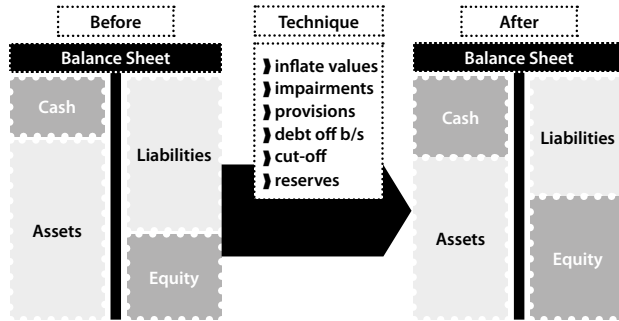 Before
Technique
After
Balance Sheet
Cash
Assets
Liabilities
Equity
inflate values
impairments
provisions
debt off b/s
cut-off
reserves
Balance Sheet
Cash
Assets
Liabilities
Equity